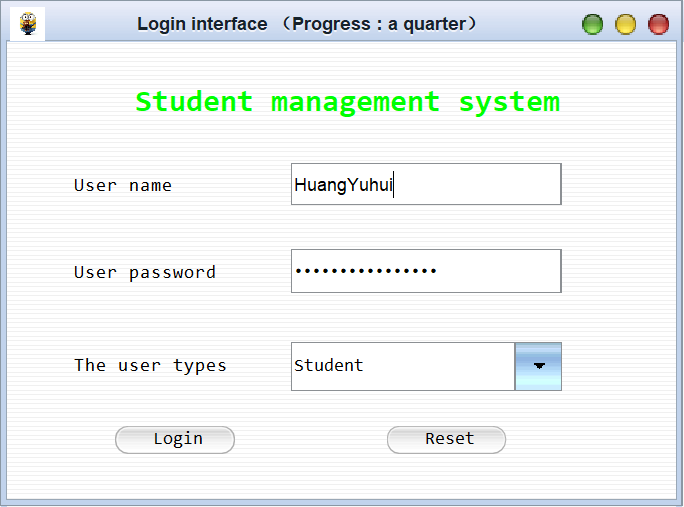 Login interface （Progress : a quarter）
Student management system
User name HuangYuhui
User password ••••••••••••••••
The user types Student
Login Reset